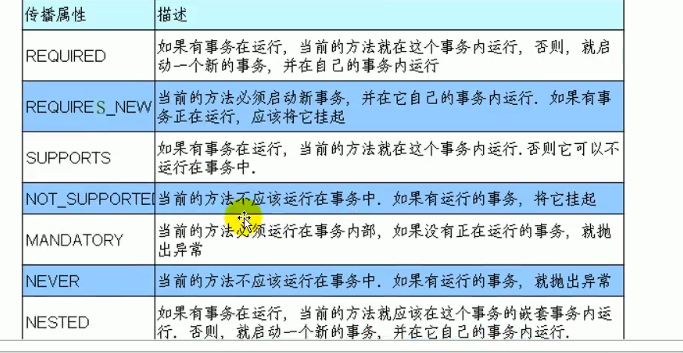 传播属性 描述
REQUIRED 如果有事务在运行，当前的方法就在这个事务内运行，否则，就启
动一个新的事务，并在自己的事务内运行
REQUIRES_NEW 当前的方法必须启动新事务，并在它自己的事务内运行．如果有事
务正在运行，应该将它挂起
SUPPORTS 如果有事务在运行，当前的方法就在这个事务内运行．否则它可以不
运行在事务中．
NOT_SUPPORTED 当前的方法不应该运行在事务中．如果有运行的事务，将它挂起
MANDATORY 当前的方法必须运行在事务内部，如果没有正在运行的事务，就抛
出异常
NEVER 当前的方法不应该运行在事务中．如果有运行的事务，就抛出异常
NESTED 如果有事务在运行，当前的方法就应该在这个事务的嵌套事务内运
行．否则，就启动一个新的事务，并在它自己的事务内运行．